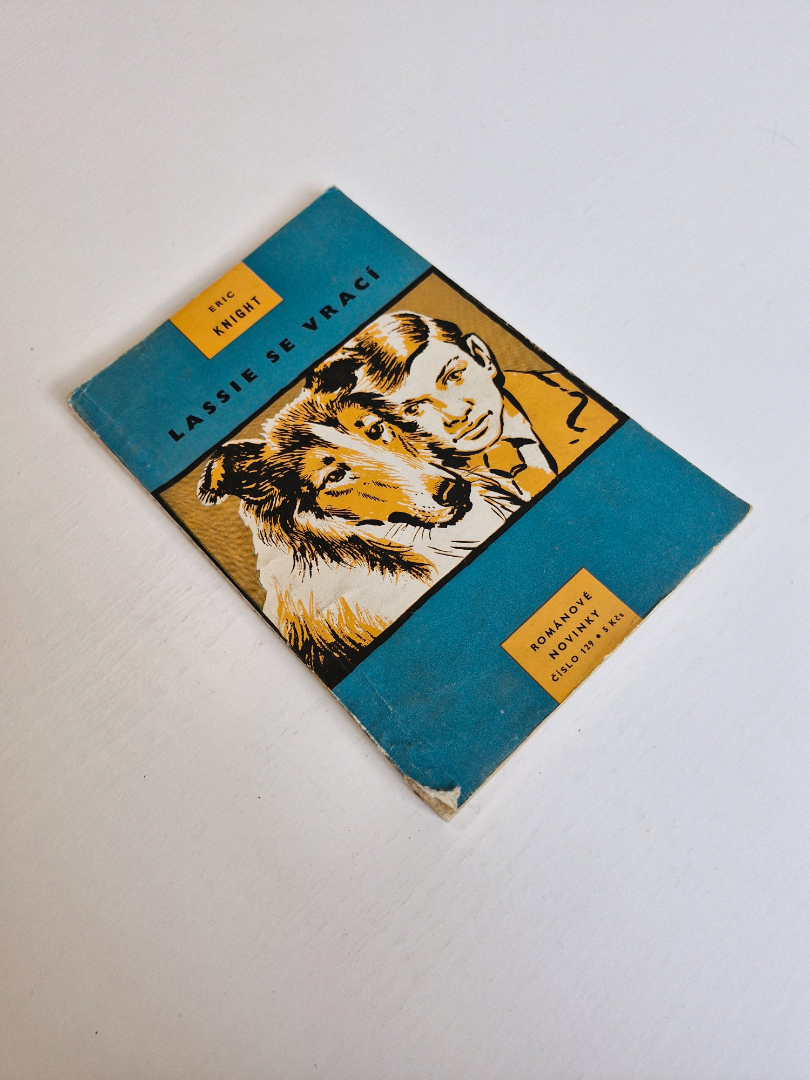 ERIC
KNIGHT
LASSIE SE VRACÍ
ROMÁNOVÉ
NOVINKY
ČÍSLO 129 • 5 Kčs